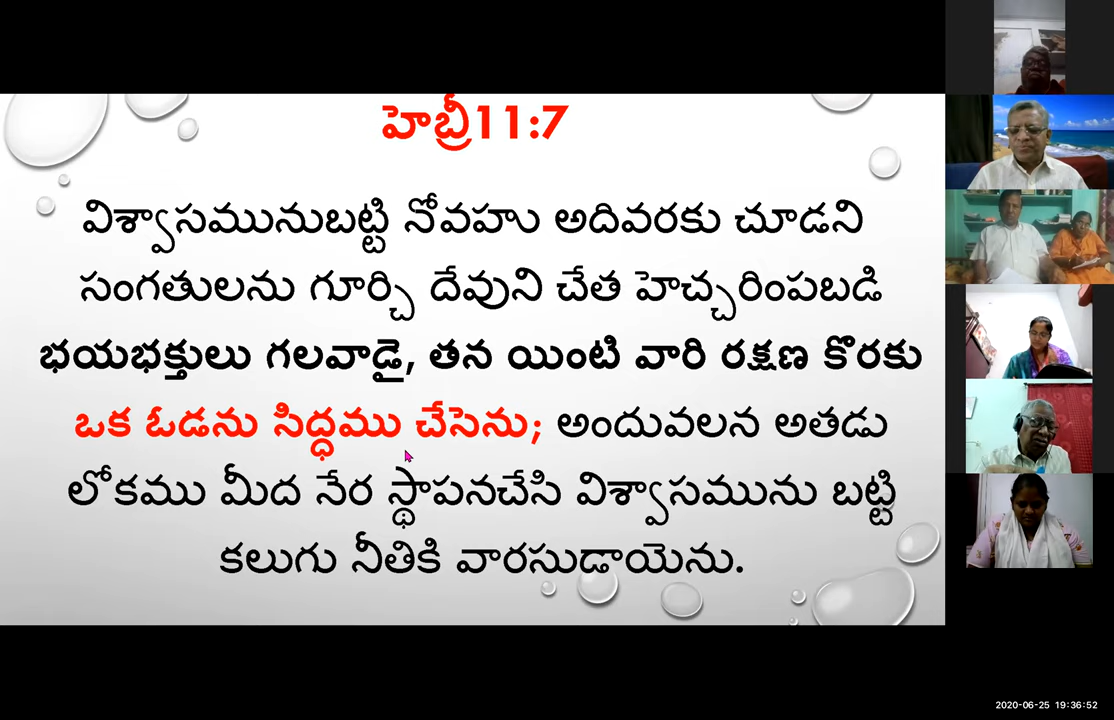 హెబ్రీ11:7
విశ్వాసమునుబట్టి నోవహు అదివరకు చూడని
సంగతులను గూర్చి దేవుని చేత హెచ్చరింపబడి
భయభక్తులు గలవాడై, తన యింటి వారి రక్షణ కొరకు
ఒక ఓడను సిద్ధము చేసెను; అందువలన అతడు
లోకము మీద నేర స్థాపనచేసి విశ్వాసమును బట్టి
కలుగు నీతికి వారసుడాయెను.
2020-06-25 19:36:52